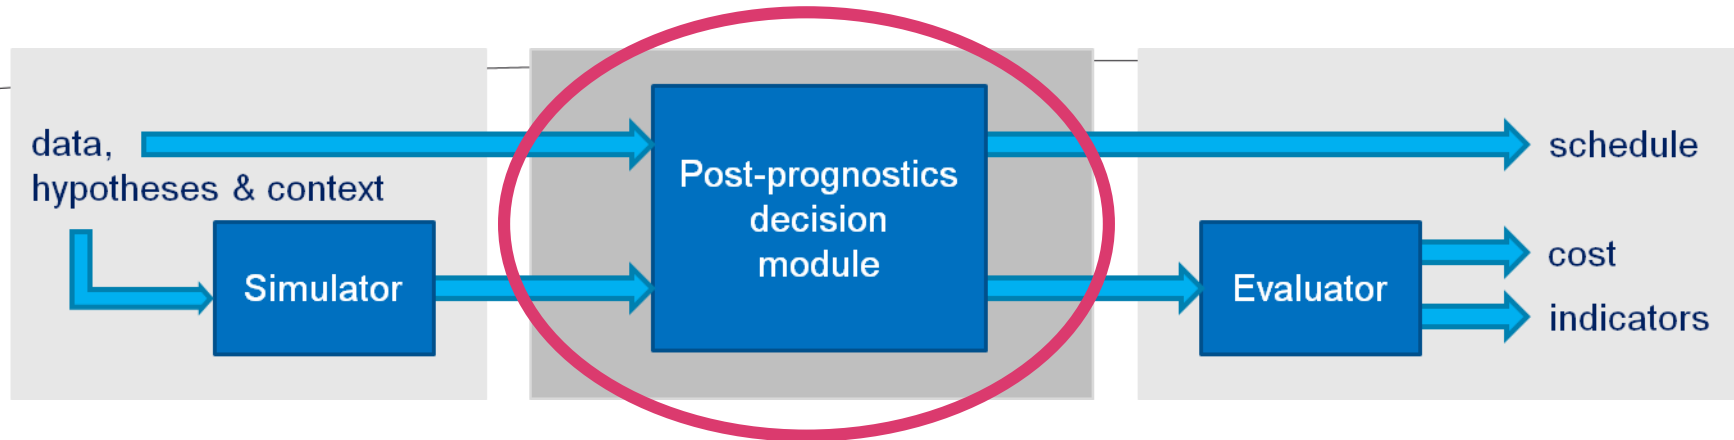 data,
hypotheses & context
Simulator
Post-prognostics
decision
module
schedule
Evaluator
cost
indicators